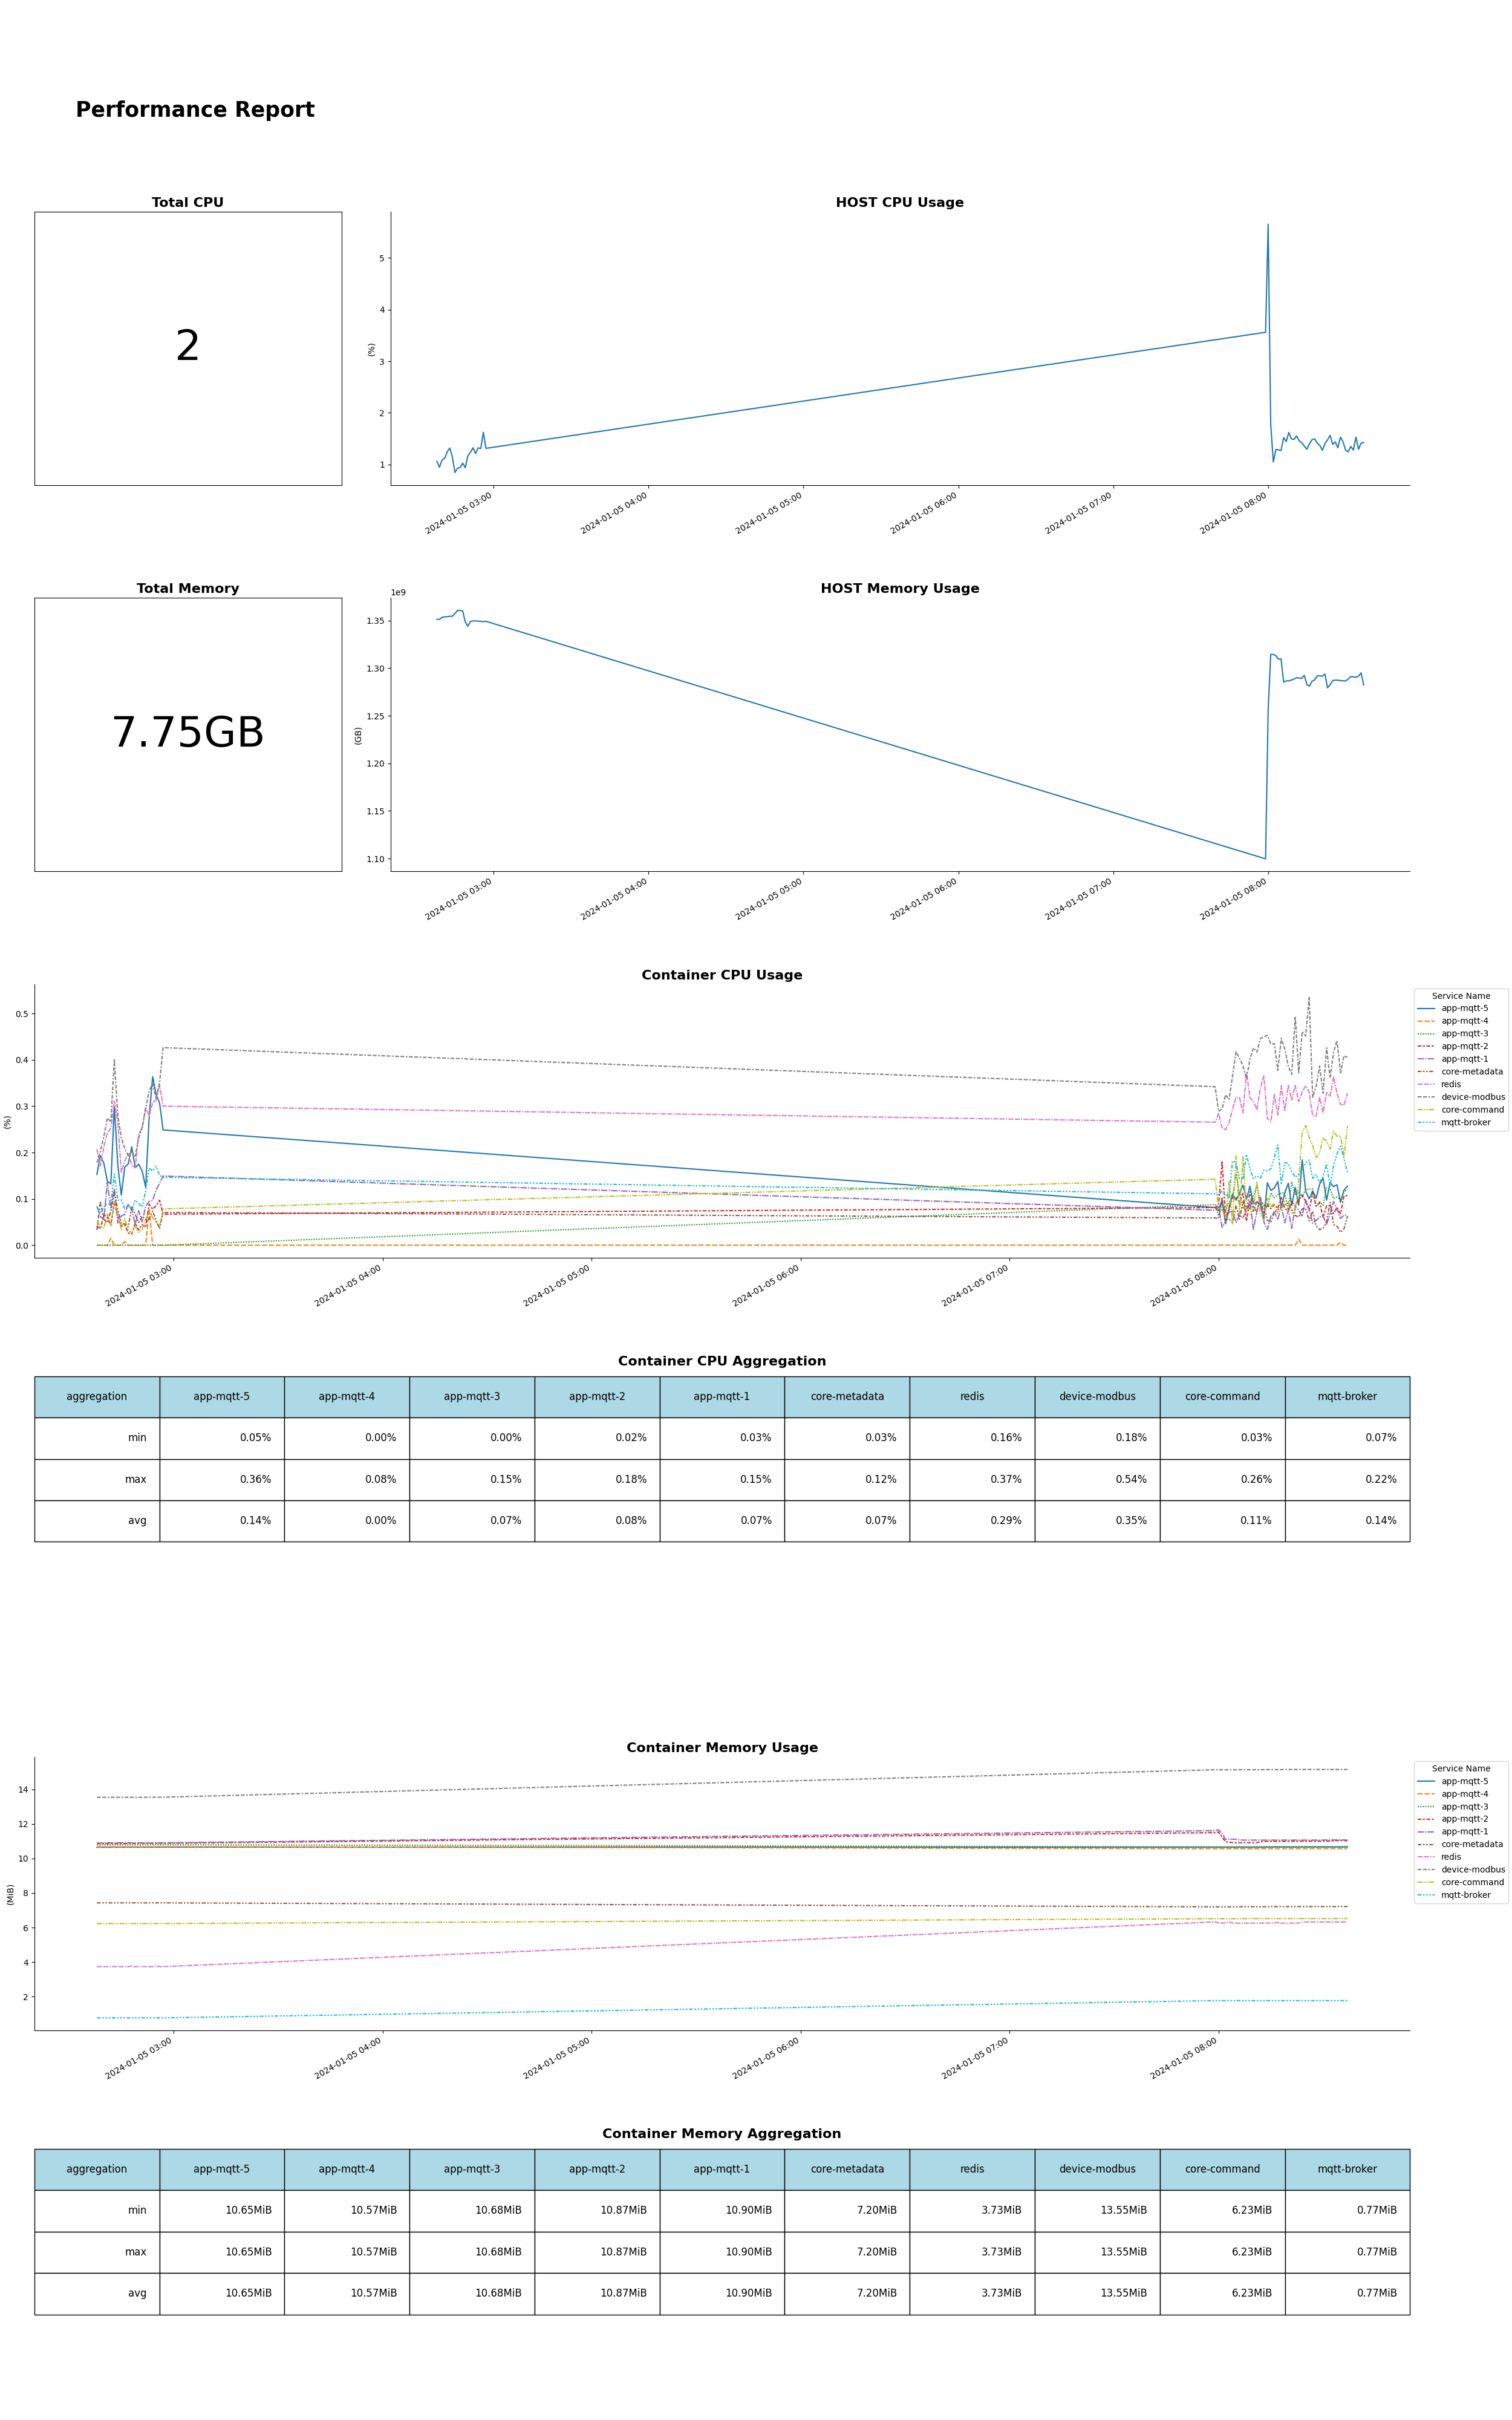 Performance Report
Total CPU
2
HOST CPU Usage
(%)
5
4
3
2
1
2024-01-05 03:00
2024-01-05 04:00
2024-01-05 05:00
2024-01-05 06:00
2024-01-05 07:00
2024-01-05 08:00
Total Memory
7.75GB
HOST Memory Usage
1e9
(GB)
1.35
1.30
1.25
1.20
1.15
1.10
2024-01-05 03:00
2024-01-05 04:00
2024-01-05 05:00
2024-01-05 06:00
2024-01-05 07:00
2024-01-05 08:00
Container CPU Usage
(%)
0.5
0.4
0.3
0.2
0.1
0.0
2024-01-05 03:00
2024-01-05 04:00
2024-01-05 05:00
2024-01-05 06:00
2024-01-05 07:00
2024-01-05 08:00
Service Name
app-mqtt-5
app-mqtt-4
app-mqtt-3
app-mqtt-2
app-mqtt-1
core-metadata
redis
device-modbus
core-command
mqtt-broker
Container CPU Aggregation
aggregation app-mqtt-5 app-mqtt-4 app-mqtt-3 app-mqtt-2 app-mqtt-1 core-metadata redis device-modbus core-command mqtt-broker
min 0.05% 0.00% 0.00% 0.02% 0.03% 0.03% 0.16% 0.18% 0.03% 0.07%
max 0.36% 0.08% 0.15% 0.18% 0.15% 0.12% 0.37% 0.54% 0.26% 0.22%
avg 0.14% 0.00% 0.07% 0.08% 0.07% 0.07% 0.29% 0.35% 0.11% 0.14%
Container Memory Usage
(MiB)
14
12
10
8
6
4
2
2024-01-05 03:00
2024-01-05 04:00
2024-01-05 05:00
2024-01-05 06:00
2024-01-05 07:00
2024-01-05 08:00
Service Name
app-mqtt-5
app-mqtt-4
app-mqtt-3
app-mqtt-2
app-mqtt-1
core-metadata
redis
device-modbus
core-command
mqtt-broker
Container Memory Aggregation
aggregation app-mqtt-5 app-mqtt-4 app-mqtt-3 app-mqtt-2 app-mqtt-1 core-metadata redis device-modbus core-command mqtt-broker
min 10.65MiB 10.57MiB 10.68MiB 10.87MiB 10.90MiB 7.20MiB 3.73MiB 13.55MiB 6.23MiB 0.77MiB
max 10.65MiB 10.57MiB 10.68MiB 10.87MiB 10.90MiB 7.20MiB 3.73MiB 13.55MiB 6.23MiB 0.77MiB
avg 10.65MiB 10.57MiB 10.68MiB 10.87MiB 10.90MiB 7.20MiB 3.73MiB 13.55MiB 6.23MiB 0.77MiB